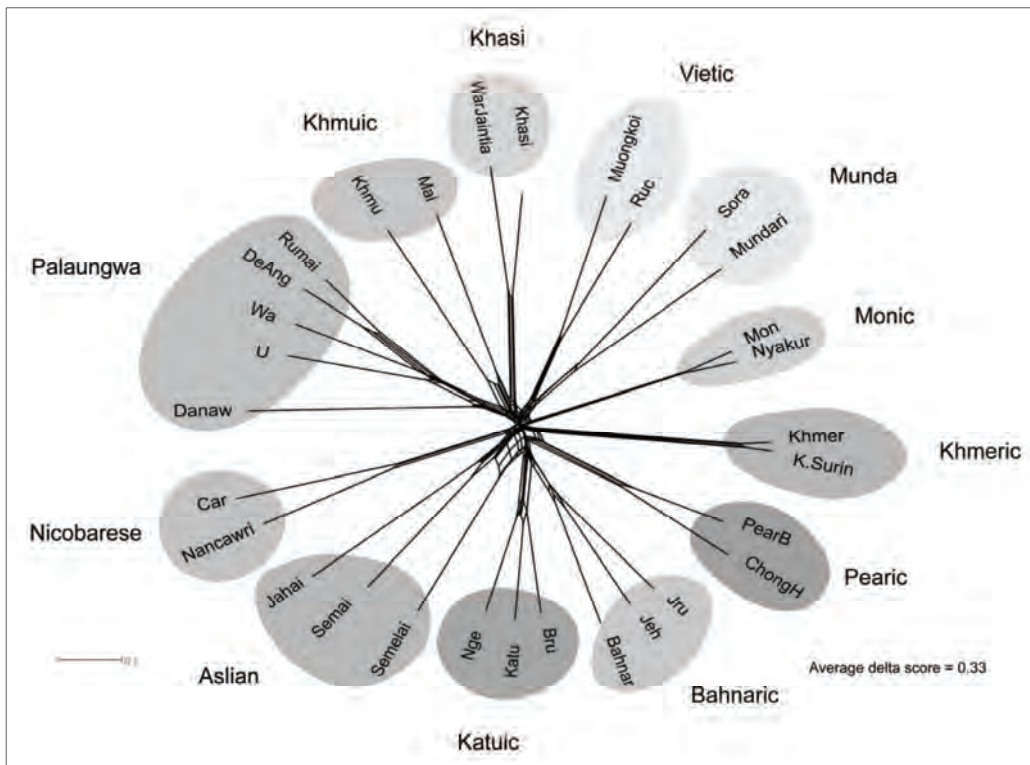 Khasi
WarJaintia
Khasi
Vietic
Muongkoi
Ruc
Khmuic
Khmu
Mal
Munda
Sora
Mundari
Palaungwa
Rumai
DeAng
Wa
U
Danaw
Monic
Mon
Nyakur
Khmeric
Khmer
K.Surin
Nicobarese
Car
Nancawri
Pearic
PearB
ChongH
Aslian
Jahai
Semai
Semelai
Katuic
Nge
Katu
Bru
Bahnaric
Bahnar
Jeh
Jru
Average delta score = 0.33